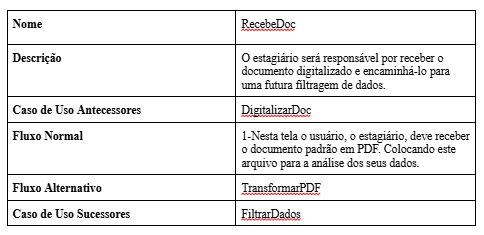 Nome RecebeDoc
Descrição O estagiário será responsável por receber o
documento digitalizado e encaminhá-lo para
uma futura filtragem de dados.
Caso de Uso Antecessores DigitalizarDoc
Fluxo Normal 1-Nesta tela o usuário, o estagiário, deve receber
o documento padrão em PDF. Colocando este
arquivo para a análise dos seus dados.
Fluxo Alternativo TransformarPDF
Caso de Uso Sucessores FiltrarDados